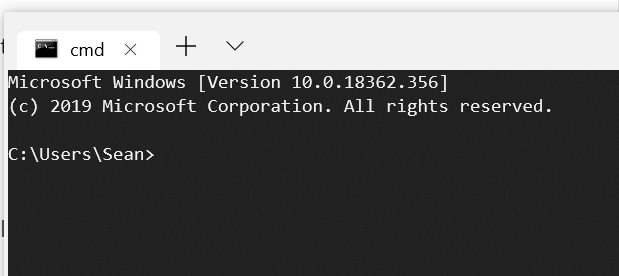 cmd
Microsoft Windows [Version 10.0.18362.356]
(c) 2019 Microsoft Corporation. All rights reserved.
C:\Users\Sean>